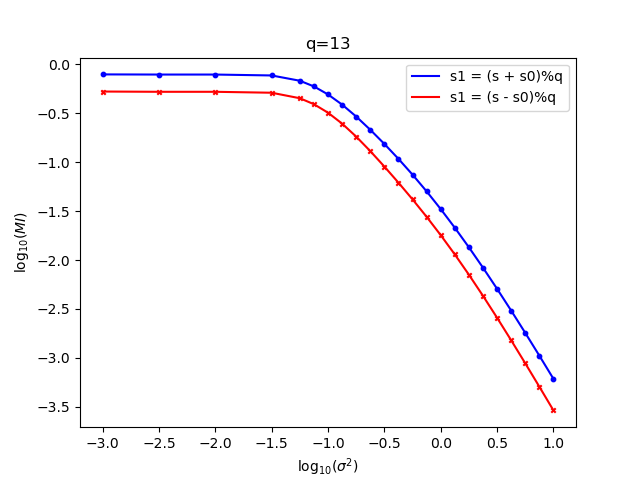 q=13
s1 = (s + s0)%q
s1 = (s - s0)%q
log₁₀(MI)
0.0
−0.5
−1.0
−1.5
−2.0
−2.5
−3.0
−3.5
−3.0 −2.5 −2.0 −1.5 −1.0 −0.5 0.0 0.5 1.0
log₁₀(σ²)